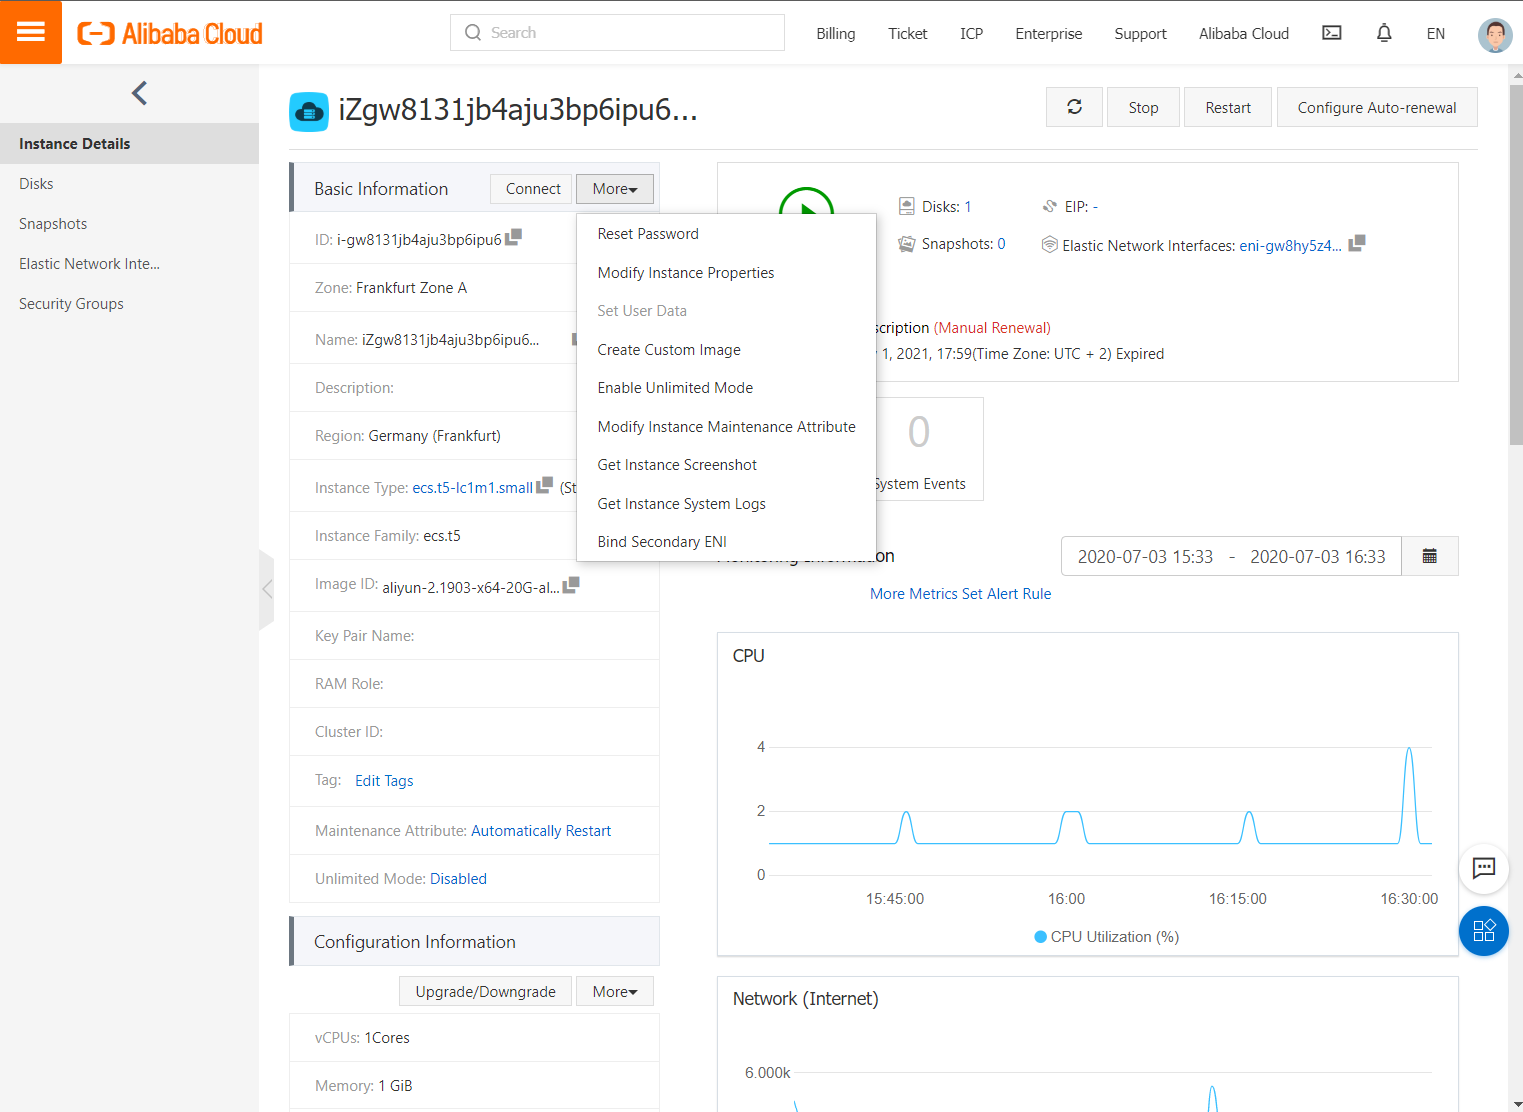 Alibaba Cloud
Search
Billing
Ticket
ICP
Enterprise
Support
Alibaba Cloud
EN
Instance Details
Disks
Snapshots
Elastic Network Inte...
Security Groups
iZgw8131jb4aju3bp6ipu6...
Stop
Restart
Configure Auto-renewal
Basic Information
Connect
More
ID: i-gw8131jb4aju3bp6ipu6
Zone: Frankfurt Zone A
Name: iZgw8131jb4aju3bp6ipu6...
Description:
Region: Germany (Frankfurt)
Instance Type: ecs.t5-lc1m1.small (St
Instance Family: ecs.t5
Image ID: aliyun-2.1903-x64-20G-al...
Key Pair Name:
RAM Role:
Cluster ID:
Tag: Edit Tags
Maintenance Attribute: Automatically Restart
Unlimited Mode: Disabled
Configuration Information
Upgrade/Downgrade
More
vCPUs: 1Cores
Memory: 1 GiB
Reset Password
Modify Instance Properties
Set User Data
Create Custom Image
Enable Unlimited Mode
Modify Instance Maintenance Attribute
Get Instance Screenshot
Get Instance System Logs
Bind Secondary ENI
Disks: 1
EIP: -
Snapshots: 0
Elastic Network Interfaces: eni-gw8hy5z4...
scription (Manual Renewal)
1, 2021, 17:59(Time Zone: UTC + 2) Expired
0
System Events
Monitoring Information
2020-07-03 15:33 - 2020-07-03 16:33
More Metrics Set Alert Rule
CPU
4
2
0
15:45:00
16:00
16:15:00
16:30:00
CPU Utilization (%)
Network (Internet)
6.000k